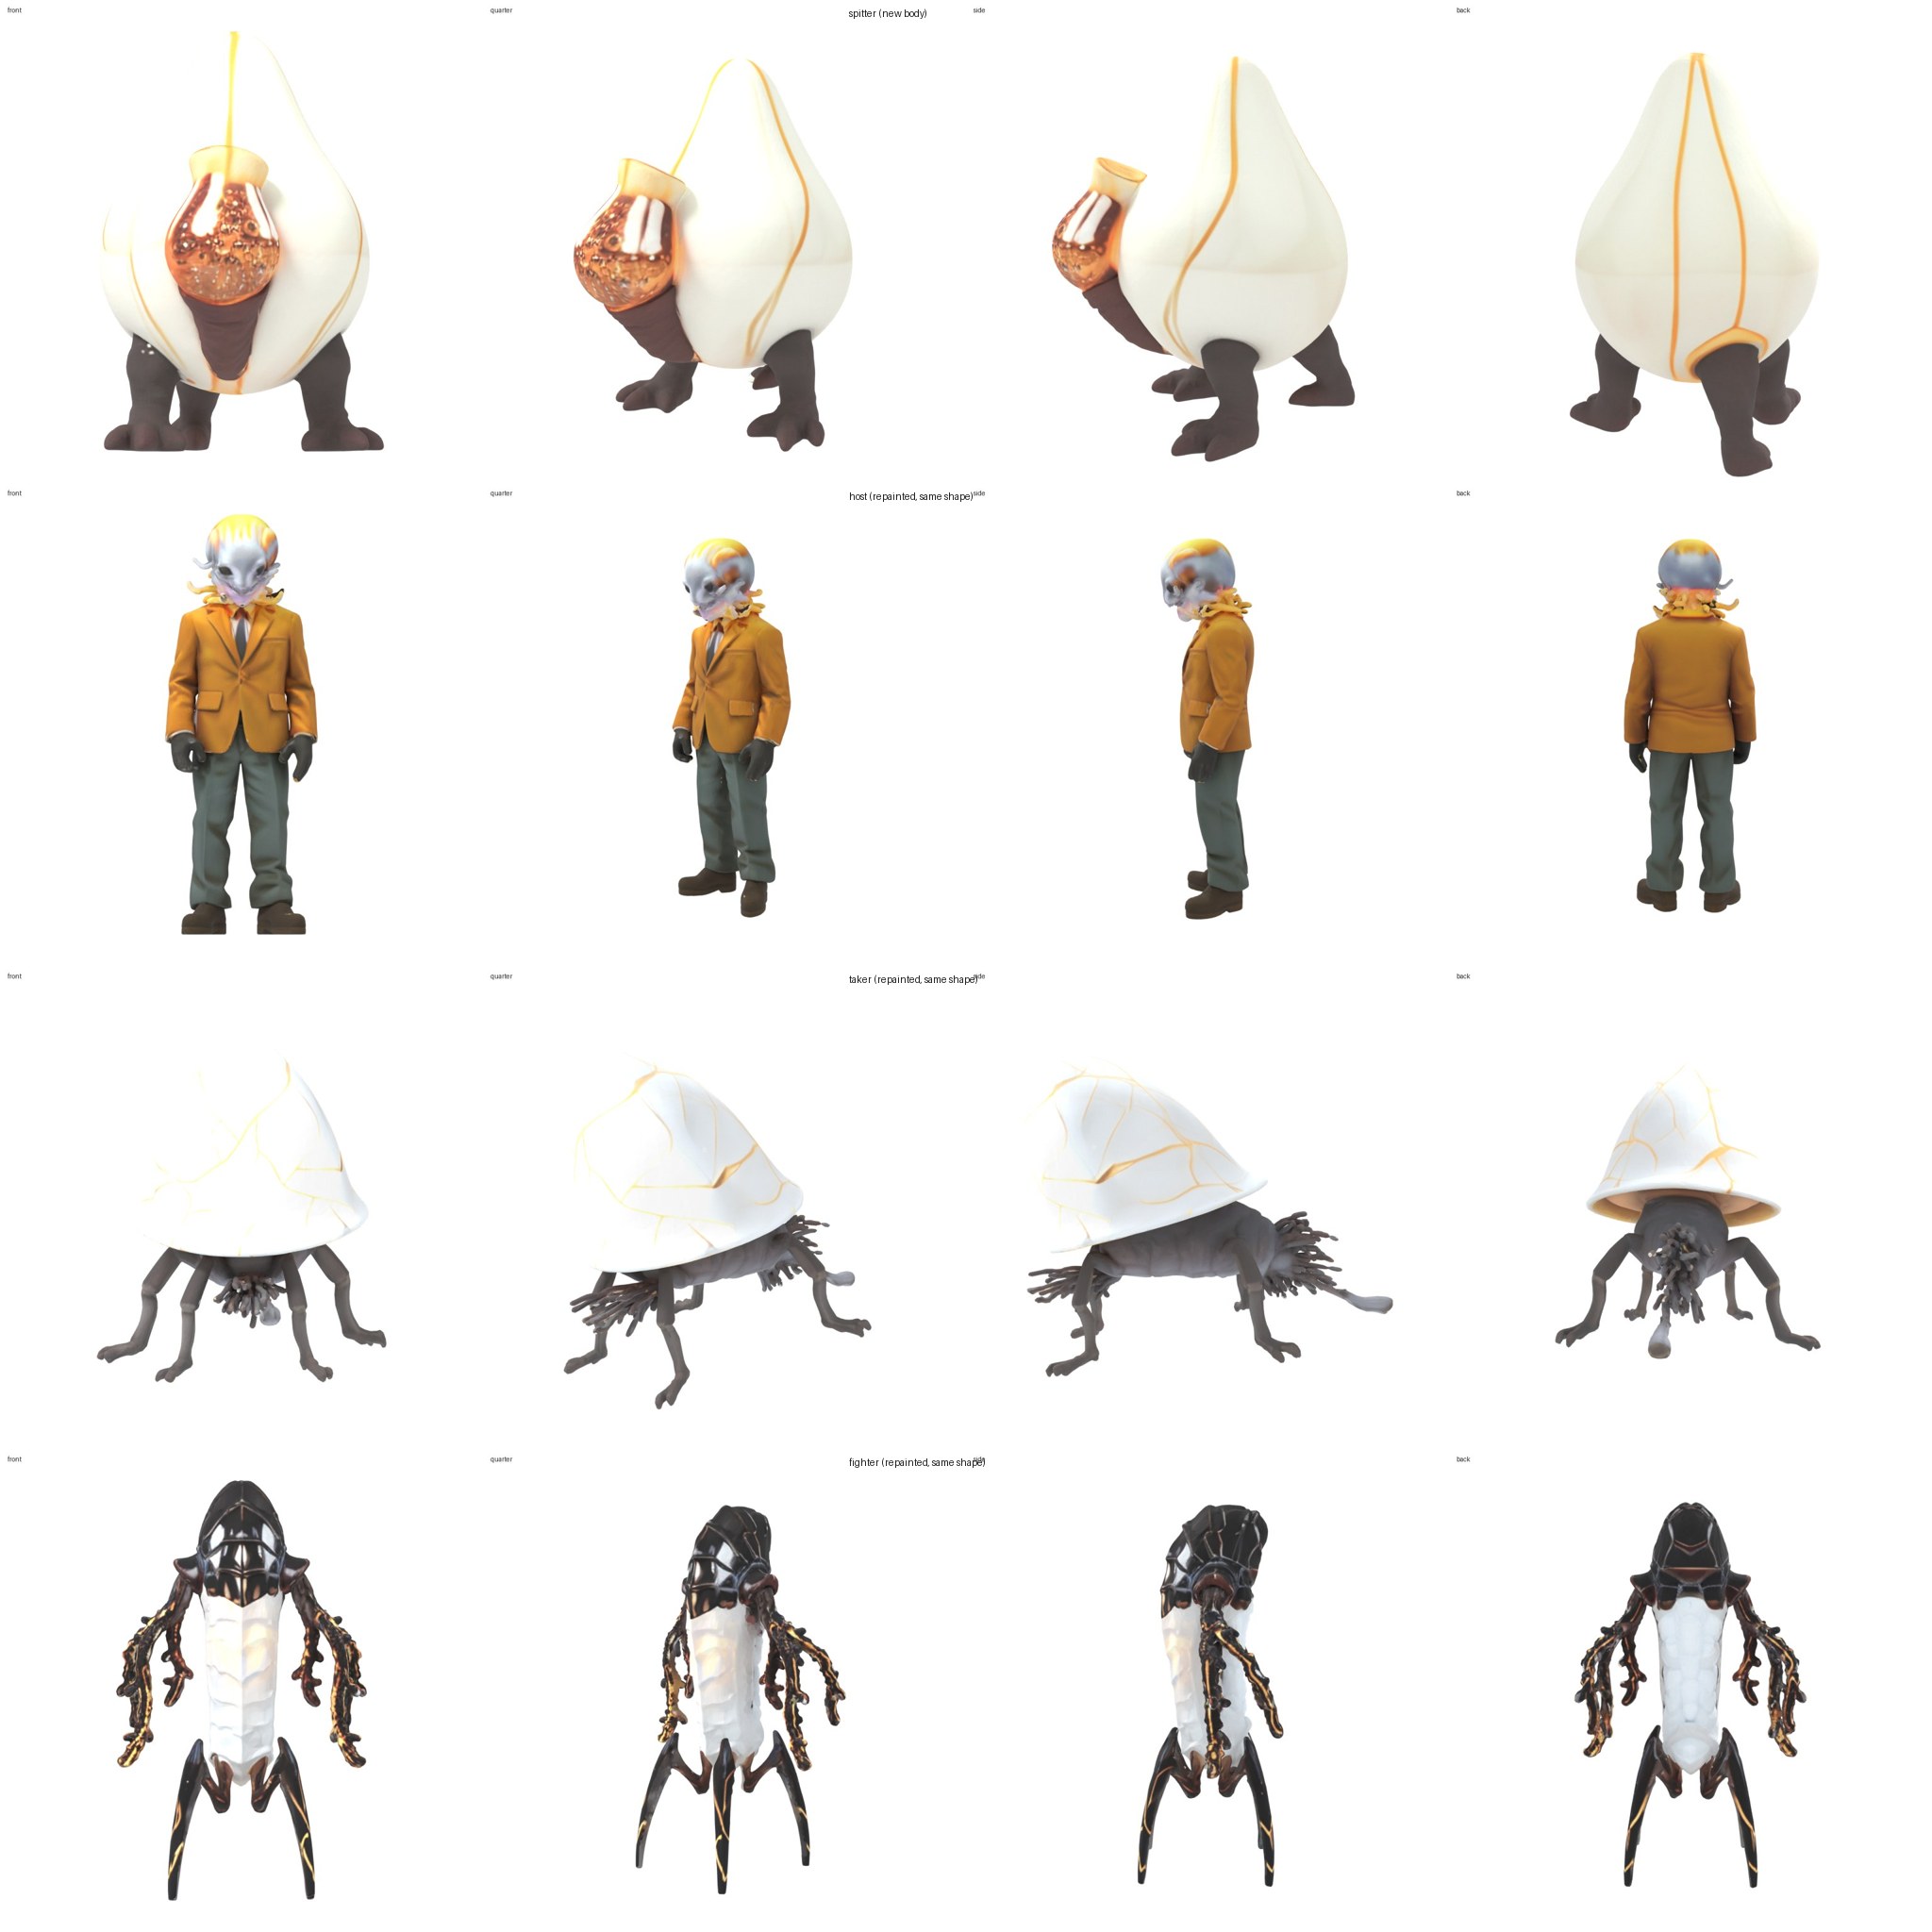 front quarter spitter (new body) side back
front quarter host (repainted, same shape) side back
front quarter taker (repainted, same shape) side back
front quarter fighter (repainted, same shape) side back